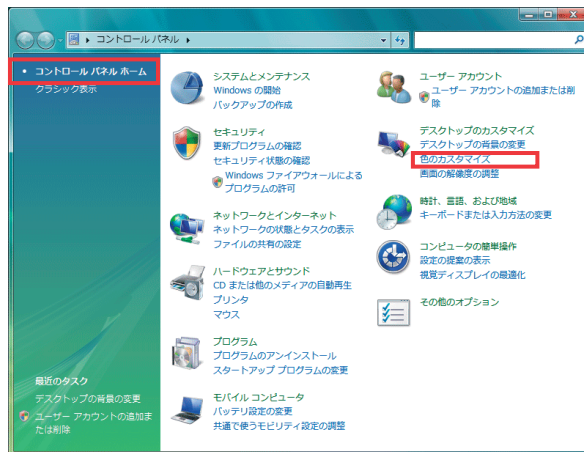 コントロール パネル
コントロール パネル ホーム
クラシック表示
最近のタスク
デスクトップの背景の変更
ユーザー アカウントの追加ま
たは削除
システムとメンテナンス
Windows の開始
バックアップの作成
セキュリティ
更新プログラムの確認
セキュリティ状態の確認
Windows ファイアウォールによる
プログラムの許可
ネットワークとインターネット
ネットワークの状態とタスクの表示
ファイルの共有の設定
ハードウェアとサウンド
CD または他のメディアの自動再生
プリンタ
マウス
プログラム
プログラムのアンインストール
スタートアップ プログラムの変更
モバイル コンピュータ
バッテリ設定の変更
共通で使うモビリティ設定の調整
ユーザー アカウント
ユーザー アカウントの追加または削
除
デスクトップのカスタマイズ
デスクトップの背景の変更
色のカスタマイズ
画面の解像度の調整
時計、言語、および地域
キーボードまたは入力方法の変更
コンピュータの簡単操作
設定の提案の表示
視覚ディスプレイの最適化
その他のオプション